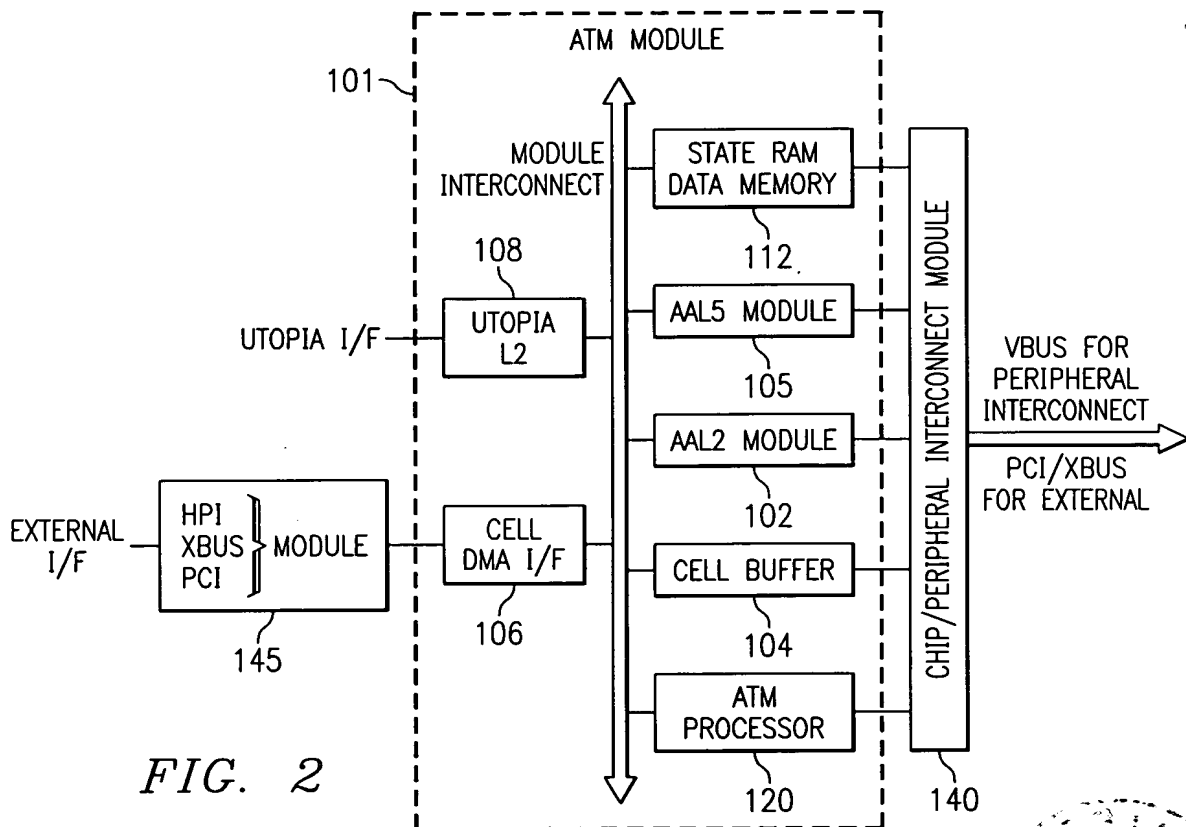 ATM MODULE
101
MODULE
INTERCONNECT
STATE RAM
DATA MEMORY
112
108
UTOPIA I/F
UTOPIA
L2
AAL5 MODULE
105
AAL2 MODULE
102
EXTERNAL
I/F
HPI
XBUS
PCI
MODULE
145
CELL
DMA I/F
106
CELL BUFFER
104
ATM
PROCESSOR
120
CHIP/PERIPHERAL INTERCONNECT MODULE
140
VBUS FOR
PERIPHERAL
INTERCONNECT
PCI/XBUS
FOR EXTERNAL
FIG. 2